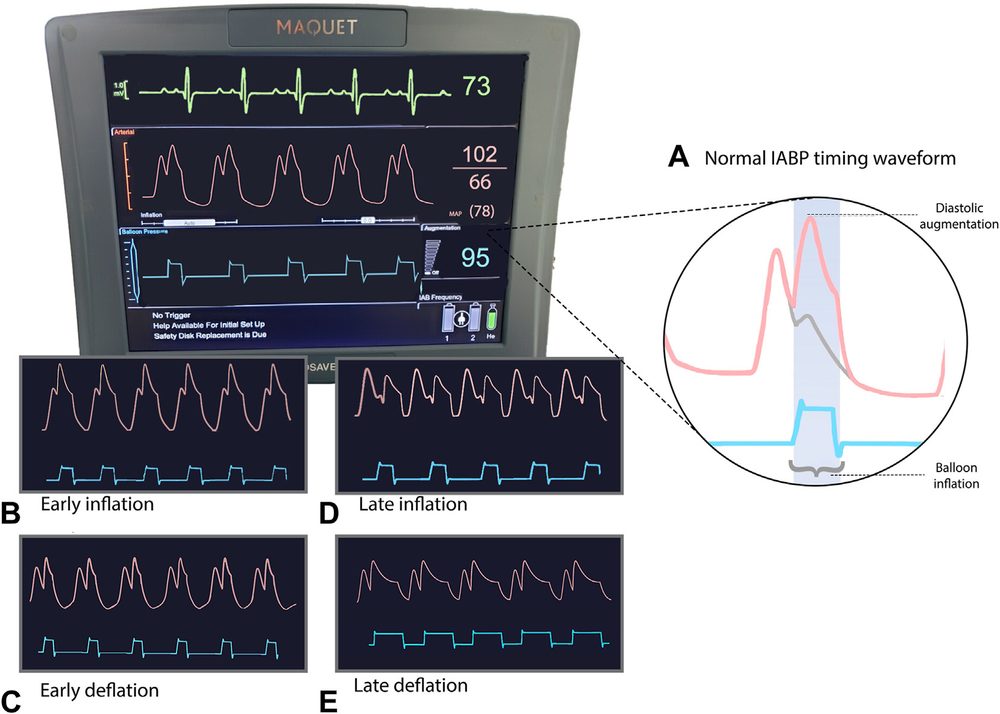 MAQUET
1.0
mV
73
Arterial
102
66
MAP (78)
Inflation
Auto
Balloon Pressure
Augmentation
95
Off
IAB Frequency
No Trigger
Help Available For Initial Set Up
Safety Disk Replacement is Due
1 2 He
A Normal IABP timing waveform
Diastolic
augmentation
Balloon
inflation
B Early inflation
D Late inflation
C Early deflation
E Late deflation